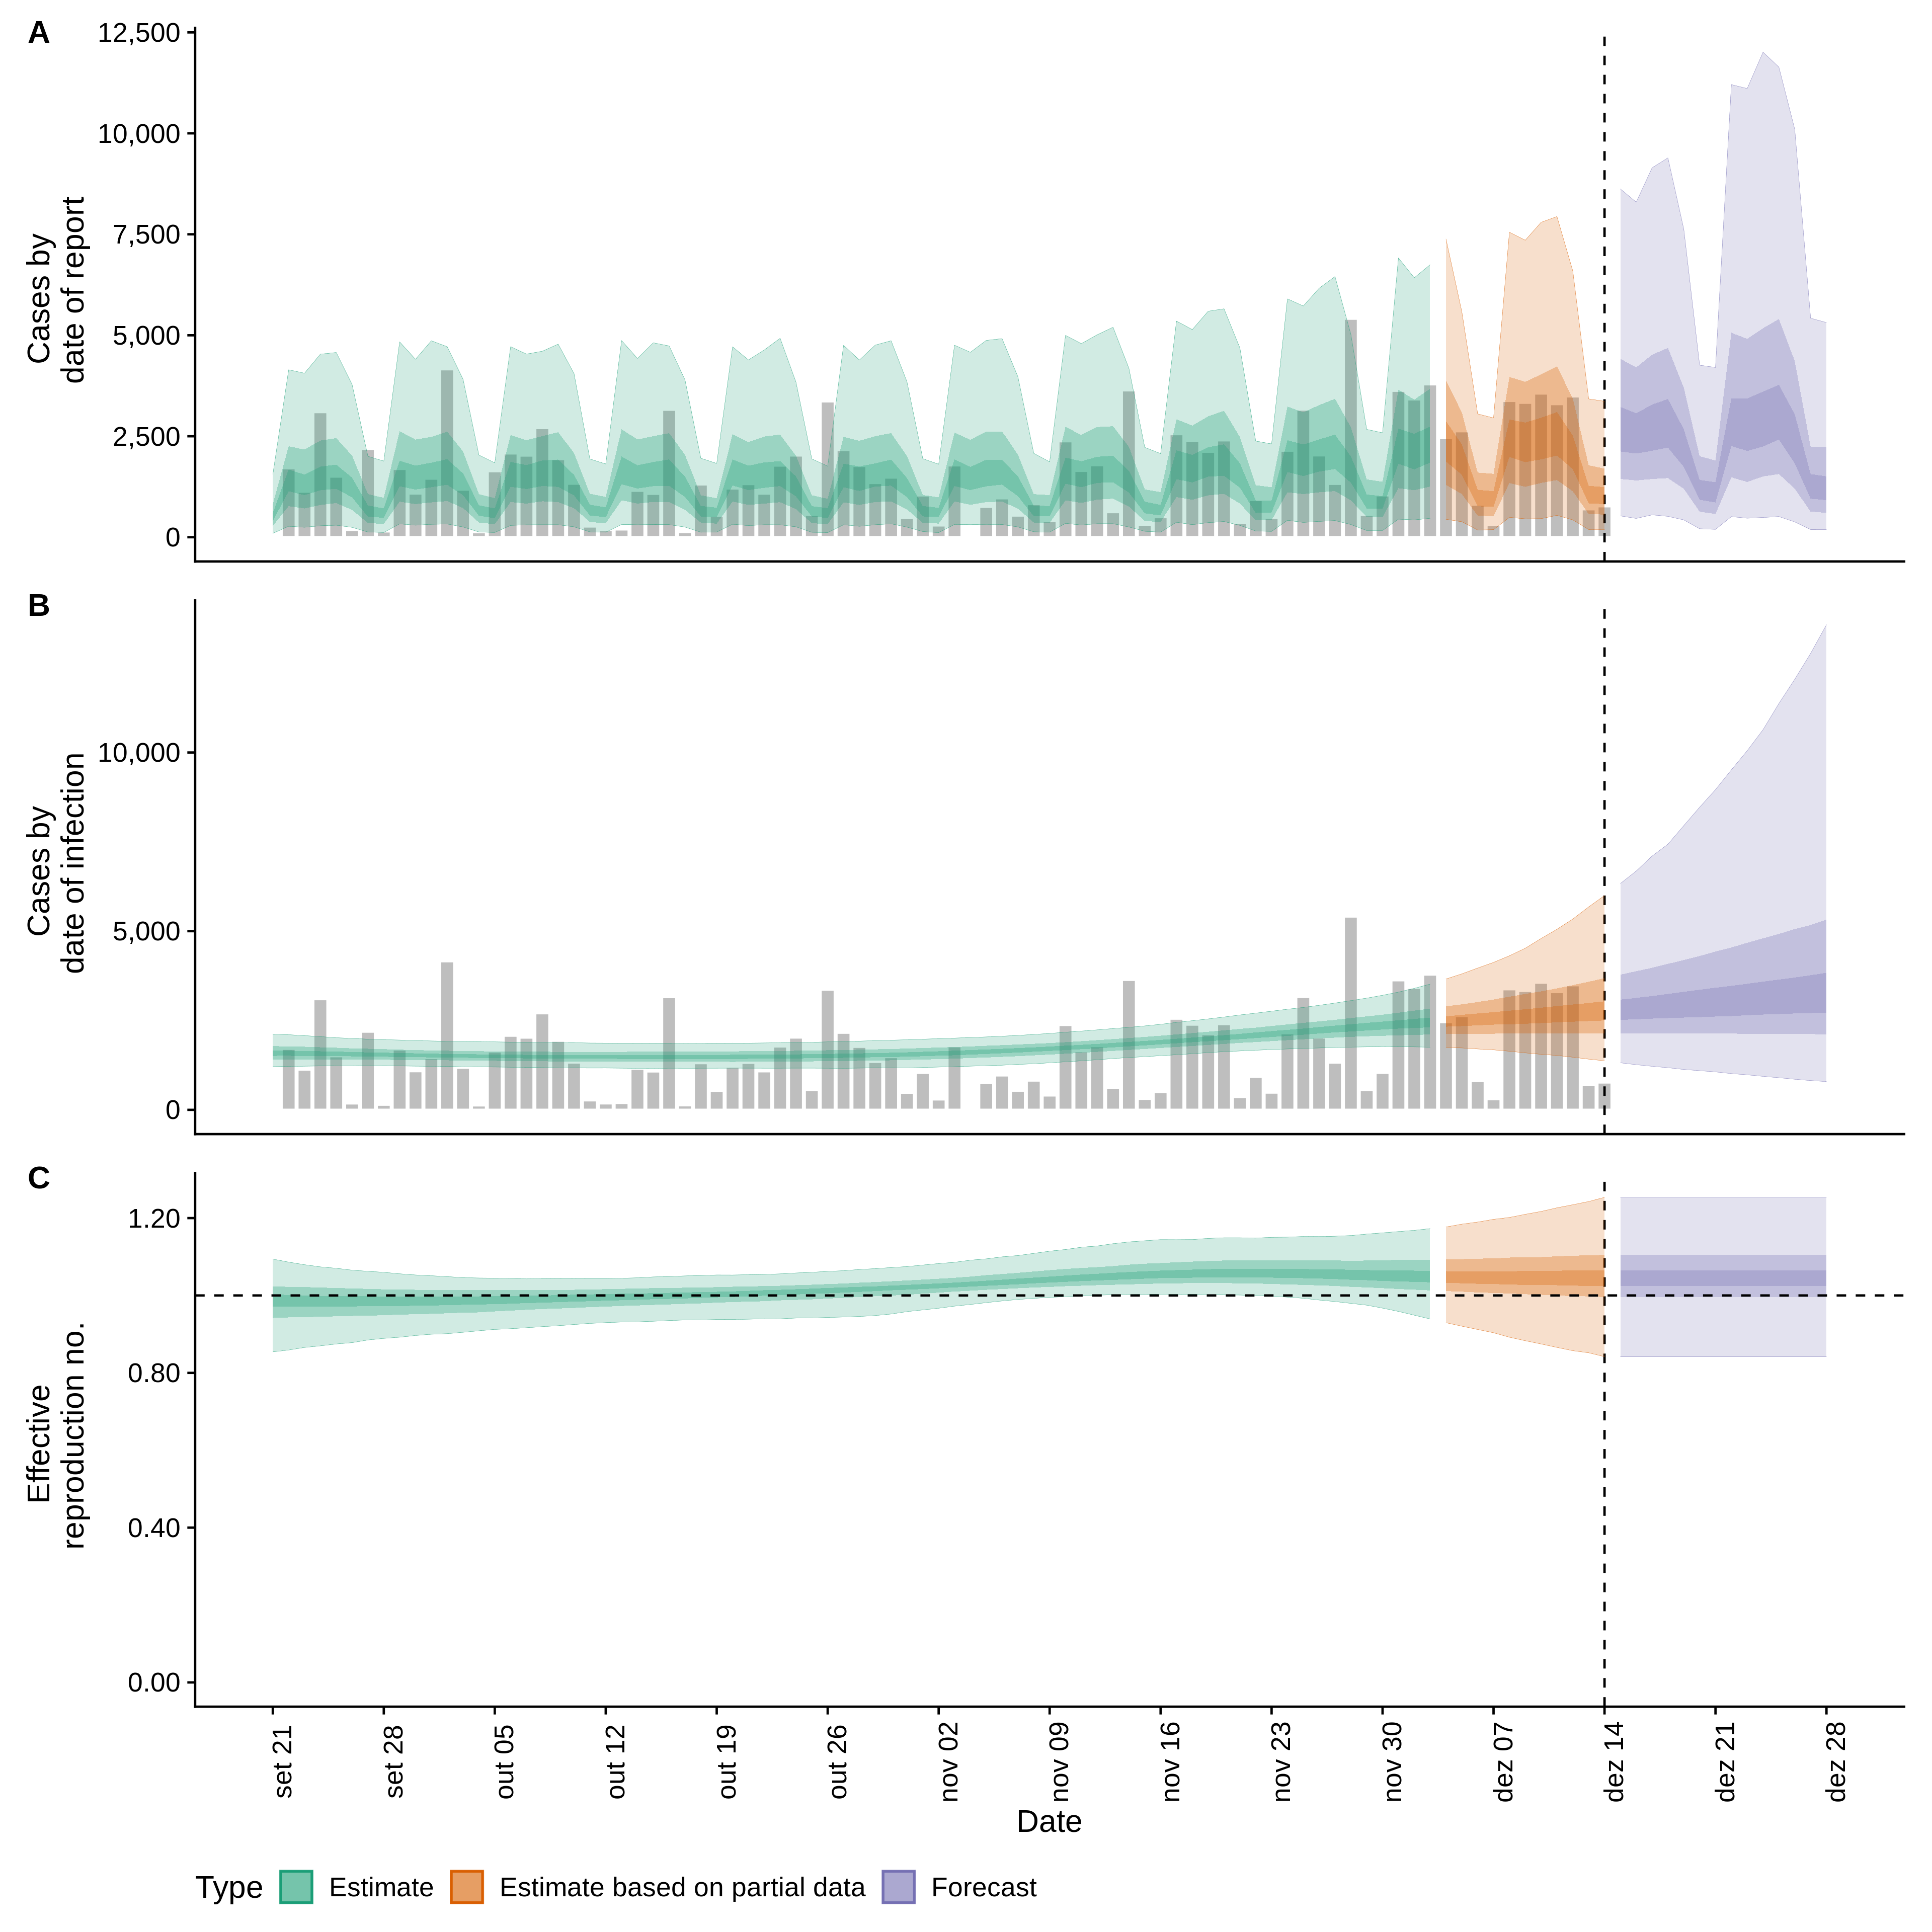 A
12,500
10,000
7,500
5,000
2,500
0
Cases by
date of report
B
10,000
5,000
0
Cases by
date of infection
C
1.20
0.80
0.40
0.00
Effective
reproduction no.
set 21
set 28
out 05
out 12
out 19
out 26
nov 02
nov 09
nov 16
nov 23
nov 30
dez 07
dez 14
dez 21
dez 28
Date
Type Estimate Estimate based on partial data Forecast